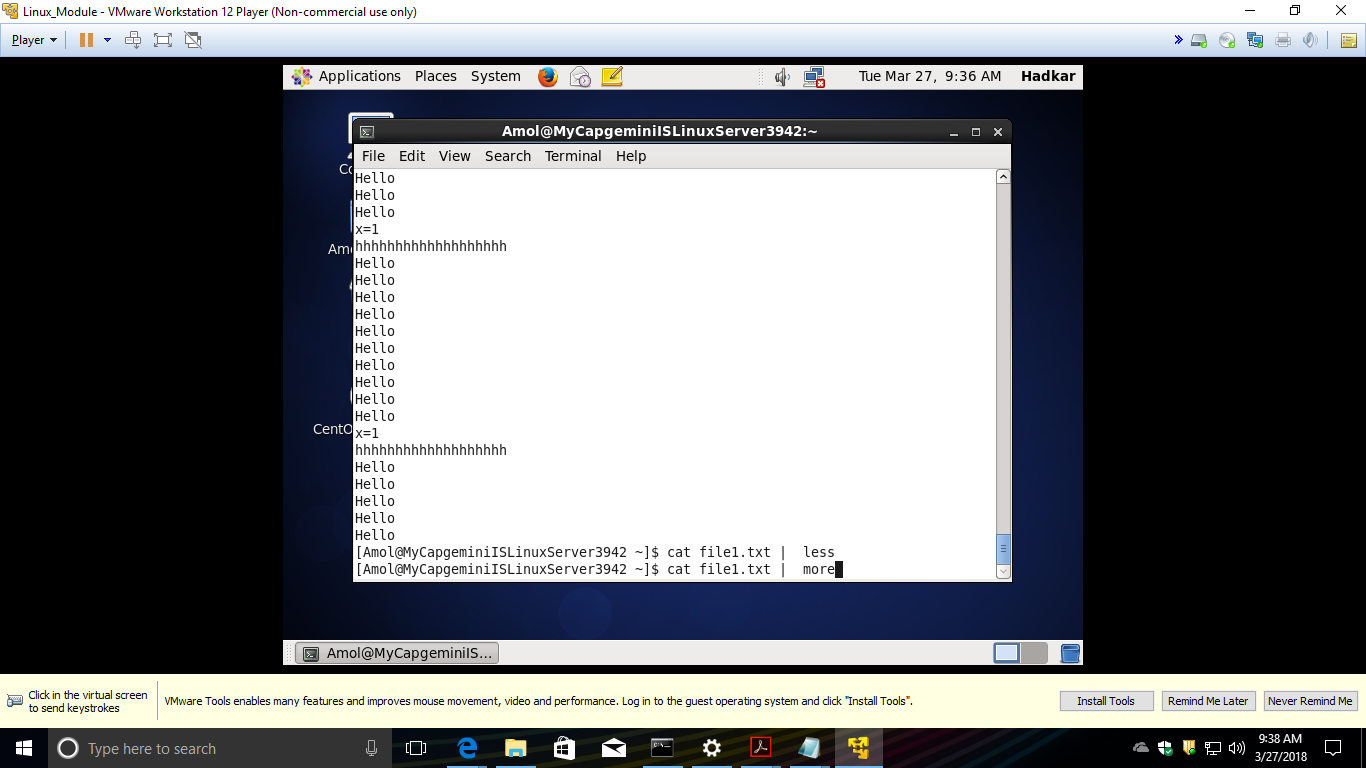 Linux_Module - VMware Workstation 12 Player (Non-commercial use only)
Player
Applications Places System Tue Mar 27, 9:36 AM Hadkar
Amol@MyCapgeminiISLinuxServer3942:~
File Edit View Search Terminal Help
Hello
Hello
Hello
x=1
hhhhhhhhhhhhhhhhhhh
Hello
Hello
Hello
Hello
Hello
Hello
Hello
Hello
Hello
Hello
x=1
hhhhhhhhhhhhhhhhhhh
Hello
Hello
Hello
Hello
Hello
[Amol@MyCapgeminiISLinuxServer3942 ~]$ cat file1.txt |  less
[Amol@MyCapgeminiISLinuxServer3942 ~]$ cat file1.txt |  more
Amol@MyCapgeminiIS...
Click in the virtual screen
to send keystrokes
VMware Tools enables many features and improves mouse movement, video and performance. Log in to the guest operating system and click "Install Tools".
Install Tools Remind Me Later Never Remind Me
Type here to search
9:38 AM
3/27/2018